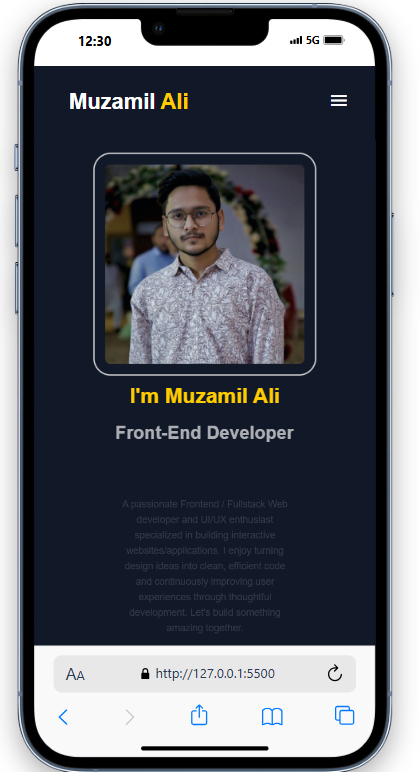 12:30
5G
Muzamil Ali
I'm Muzamil Ali
Front-End Developer
A passionate Frontend / Fullstack Web
developer and UI/UX enthusiast
specialized in building interactive
websites/applications. I enjoy turning
design ideas into clean, efficient code
and continuously improving user
experiences through thoughtful
development. Let's build something
amazing together.
AA
http://127.0.0.1:5500